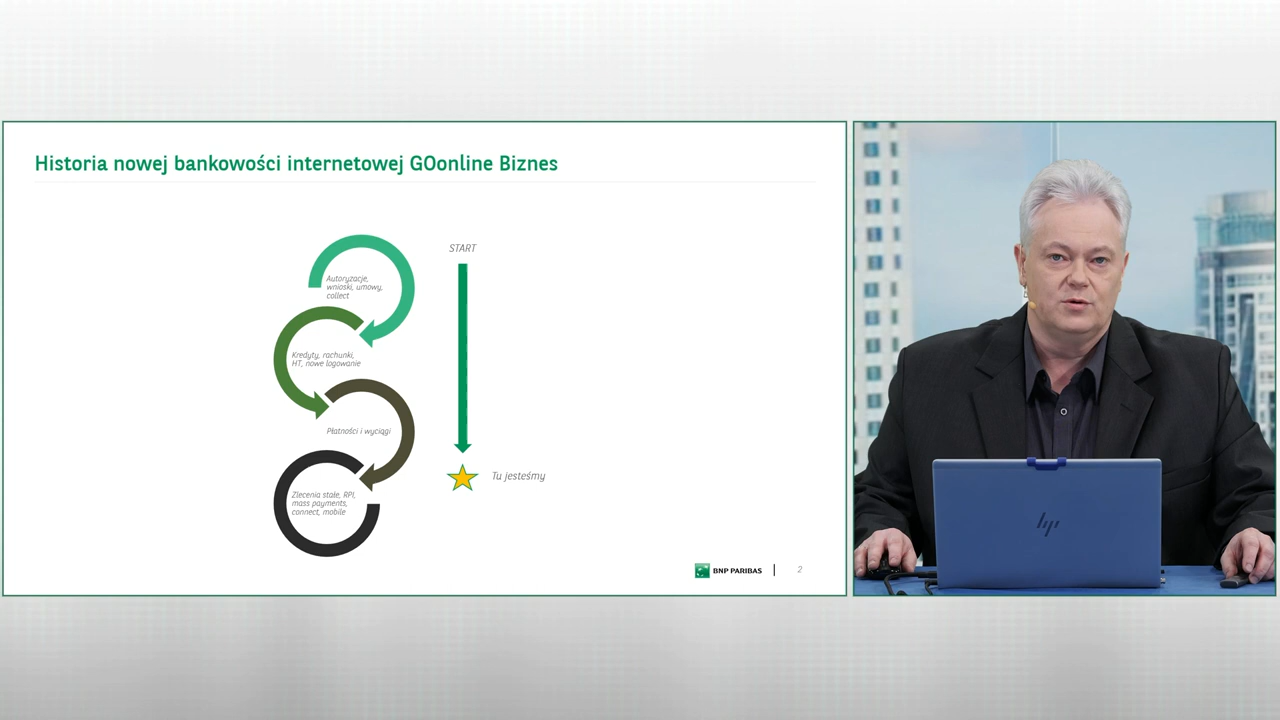 Historia nowej bankowości internetowej GOonline Biznes
START
Autoryzacje,
wnioski, umowy,
collect
Kredyty, rachunki,
HT, nowe logowanie
Płatności i wyciągi
Tu jesteśmy
Zlecenia stałe, RPI,
mass payments,
connect, mobile
BNP PARIBAS
2
hp